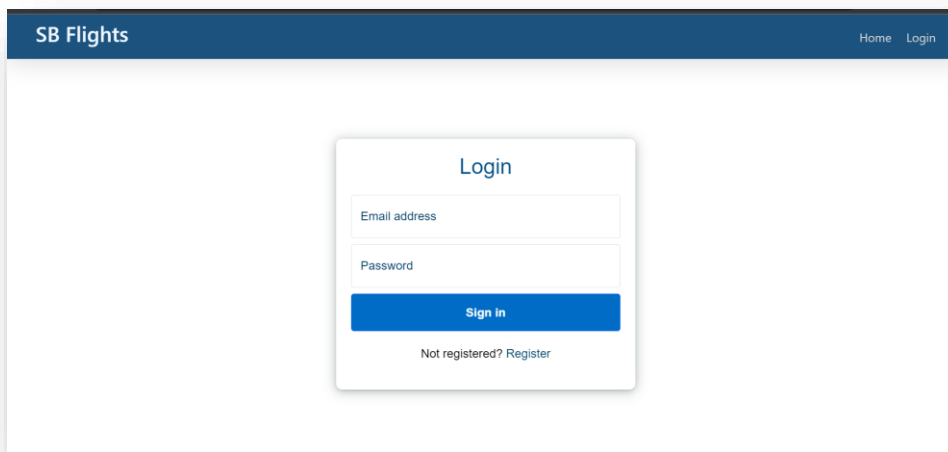 SB Flights
Home Login
Login
Email address
Password
Sign in
Not registered? Register